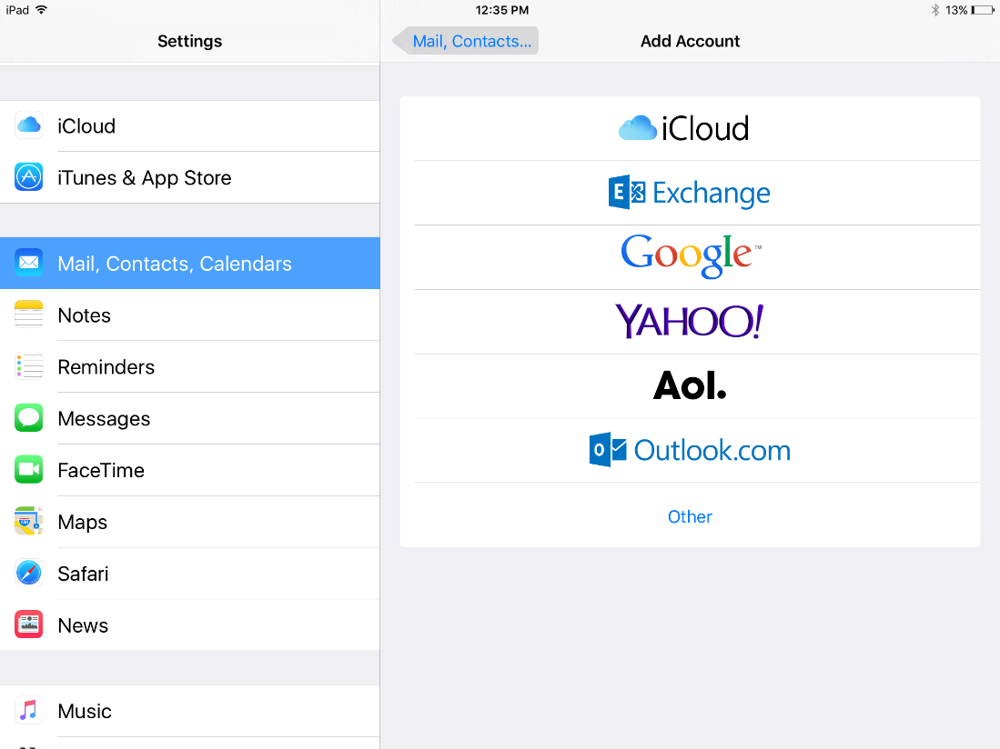 iPad 12:35 PM 13%
Settings
Mail, Contacts...
Add Account
iCloud
iTunes & App Store
Mail, Contacts, Calendars
Notes
Reminders
Messages
FaceTime
Maps
Safari
News
Music
iCloud
E Exchange
Google™
YAHOO!
Aol.
O Outlook.com
Other